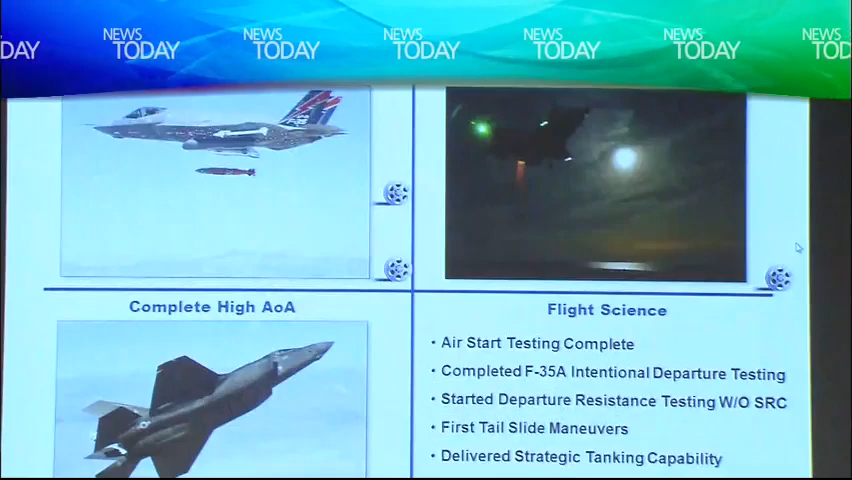 DAY NEWS TODAY NEWS TODAY NEWS TODAY NEWS TODAY NEWS TODAY NEWS TOD
Complete High AoA
Flight Science
• Air Start Testing Complete
• Completed F-35A Intentional Departure Testing
• Started Departure Resistance Testing W/O SRC
• First Tail Slide Maneuvers
• Delivered Strategic Tanking Capability